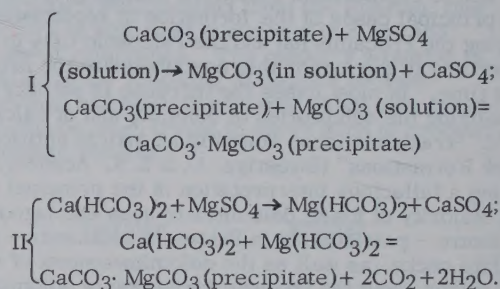 CaCO₃(precipitate)+ MgSO₄
I (solution)→MgCO₃(in solution)+ CaSO₄;
CaCO₃(precipitate)+ MgCO₃ (solution)=
CaCO₃· MgCO₃(precipitate)
Ca(HCO₃)₂+MgSO₄→ Mg(HCO₃)₂+CaSO₄;
II Ca(HCO₃)₂+ Mg(HCO₃)₂ =
CaCO₃· MgCO₃(precipitate) + 2CO₂ +2H₂O.